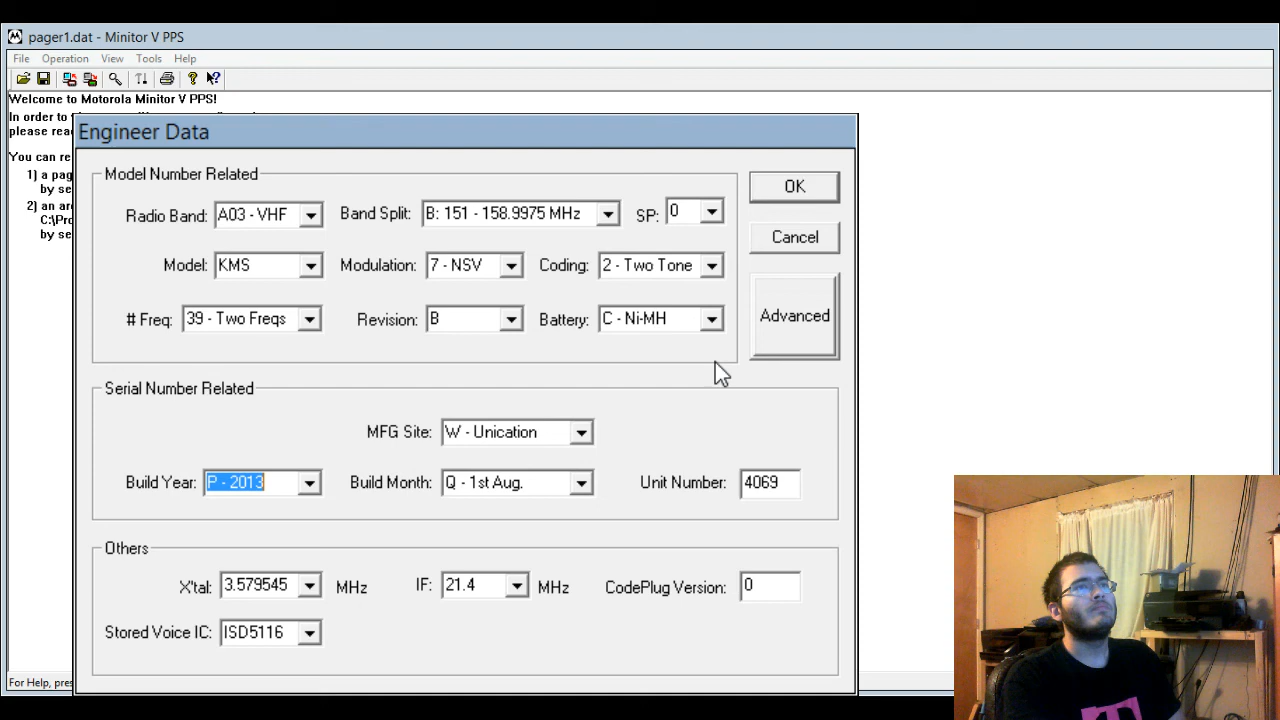 pager1.dat - Minitor V PPS
File Operation View Tools Help
Welcome to Motorola Minitor V PPS!
In order to
please rea
You can re
1) a pag
by se
2) an ar
C:\Pro
by se
Engineer Data
Model Number Related
Radio Band: A03 - VHF Band Split: B: 151 - 158.9975 MHz SP: 0
Model: KMS Modulation: 7 - NSV Coding: 2 - Two Tone
# Freq: 39 - Two Freqs Revision: B Battery: C - Ni-MH
OK
Cancel
Advanced
Serial Number Related
MFG Site: W - Unication
Build Year: P - 2013 Build Month: Q - 1st Aug. Unit Number: 4069
Others
X'tal: 3.579545 MHz IF: 21.4 MHz CodePlug Version: 0
Stored Voice IC: ISD5116
For Help, pres